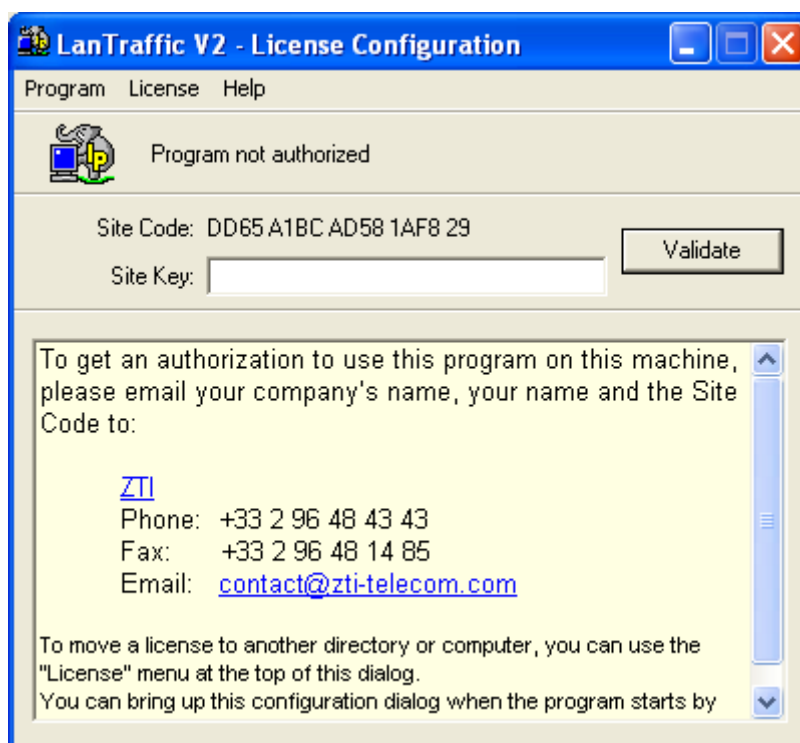 LanTraffic V2 - License Configuration
Program License Help
Program not authorized
Site Code: DD65 A1BC AD58 1AF8 29
Validate
Site Key:
To get an authorization to use this program on this machine,
please email your company's name, your name and the Site
Code to:
ZTI
Phone: +33 2 96 48 43 43
Fax: +33 2 96 48 14 85
Email: contact@zti-telecom.com
To move a license to another directory or computer, you can use the
"License" menu at the top of this dialog.
You can bring up this configuration dialog when the program starts by